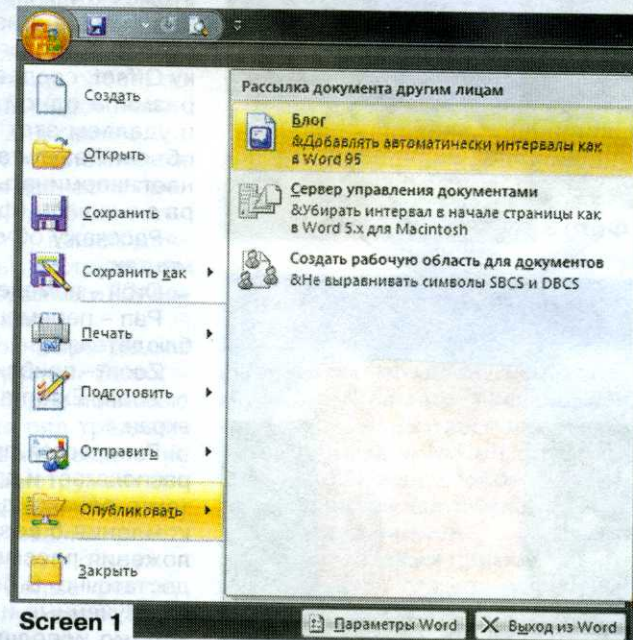 Создать
Открыть
Сохранить
Сохранить как
Печать
Подготовить
Отправить
Опубликовать
Закрыть
Рассылка документа другим лицам
Блог
&Добавлять автоматически интервалы как
в Word 95
Сервер управления документами
&Убирать интервал в начале страницы как
в Word 5.x для Macintosh
Создать рабочую область для документов
&Не выравнивать символы SBCS и DBCS
Параметры Word
Выход из Word
Screen 1